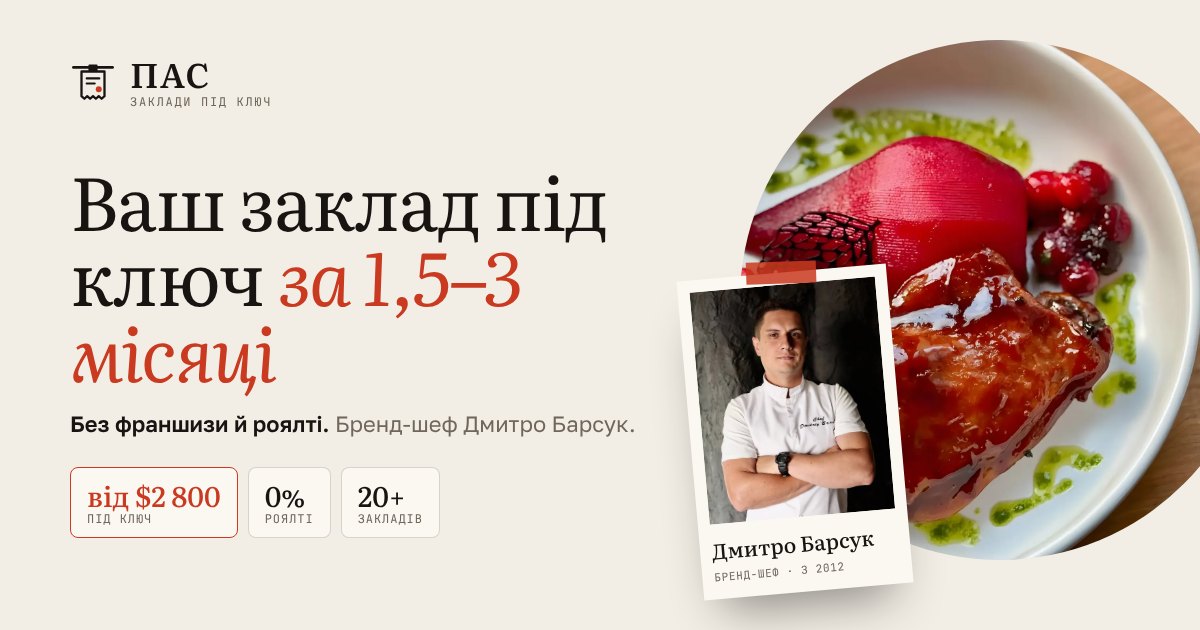 ПАС
ЗАКЛАДИ ПІД КЛЮЧ
Ваш заклад під
ключ за 1,5–3
місяці
Без франшизи й роялті. Бренд-шеф Дмитро Барсук.
від $2 800
ПІД КЛЮЧ
0%
РОЯЛТІ
20+
ЗАКЛАДІВ
Chef
Дмитро Барсук
БРЕНД-ШЕФ · З 2012